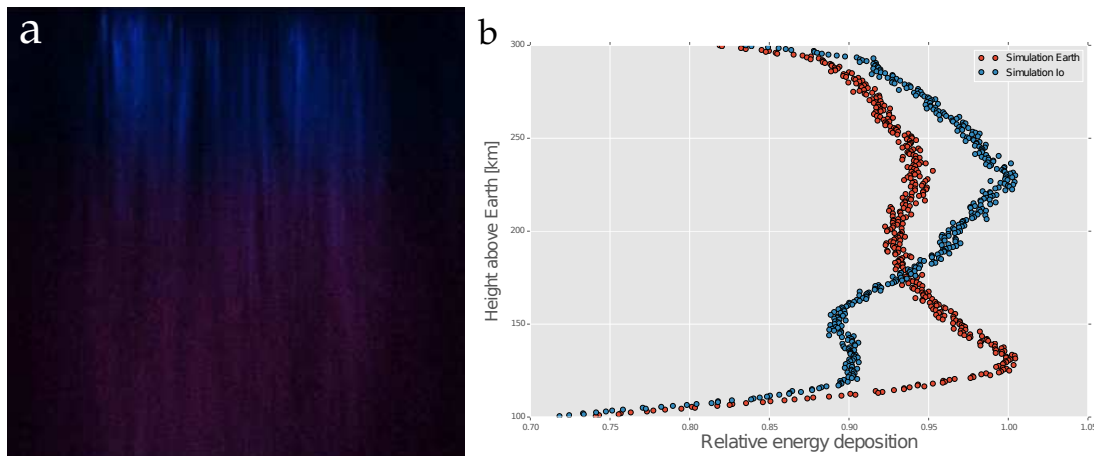 a
b
Simulation Earth
Simulation Io
Height above Earth [km]
300
250
200
150
100
0.70 0.75 0.80 0.85 0.90 0.95 1.00 1.05
Relative energy deposition